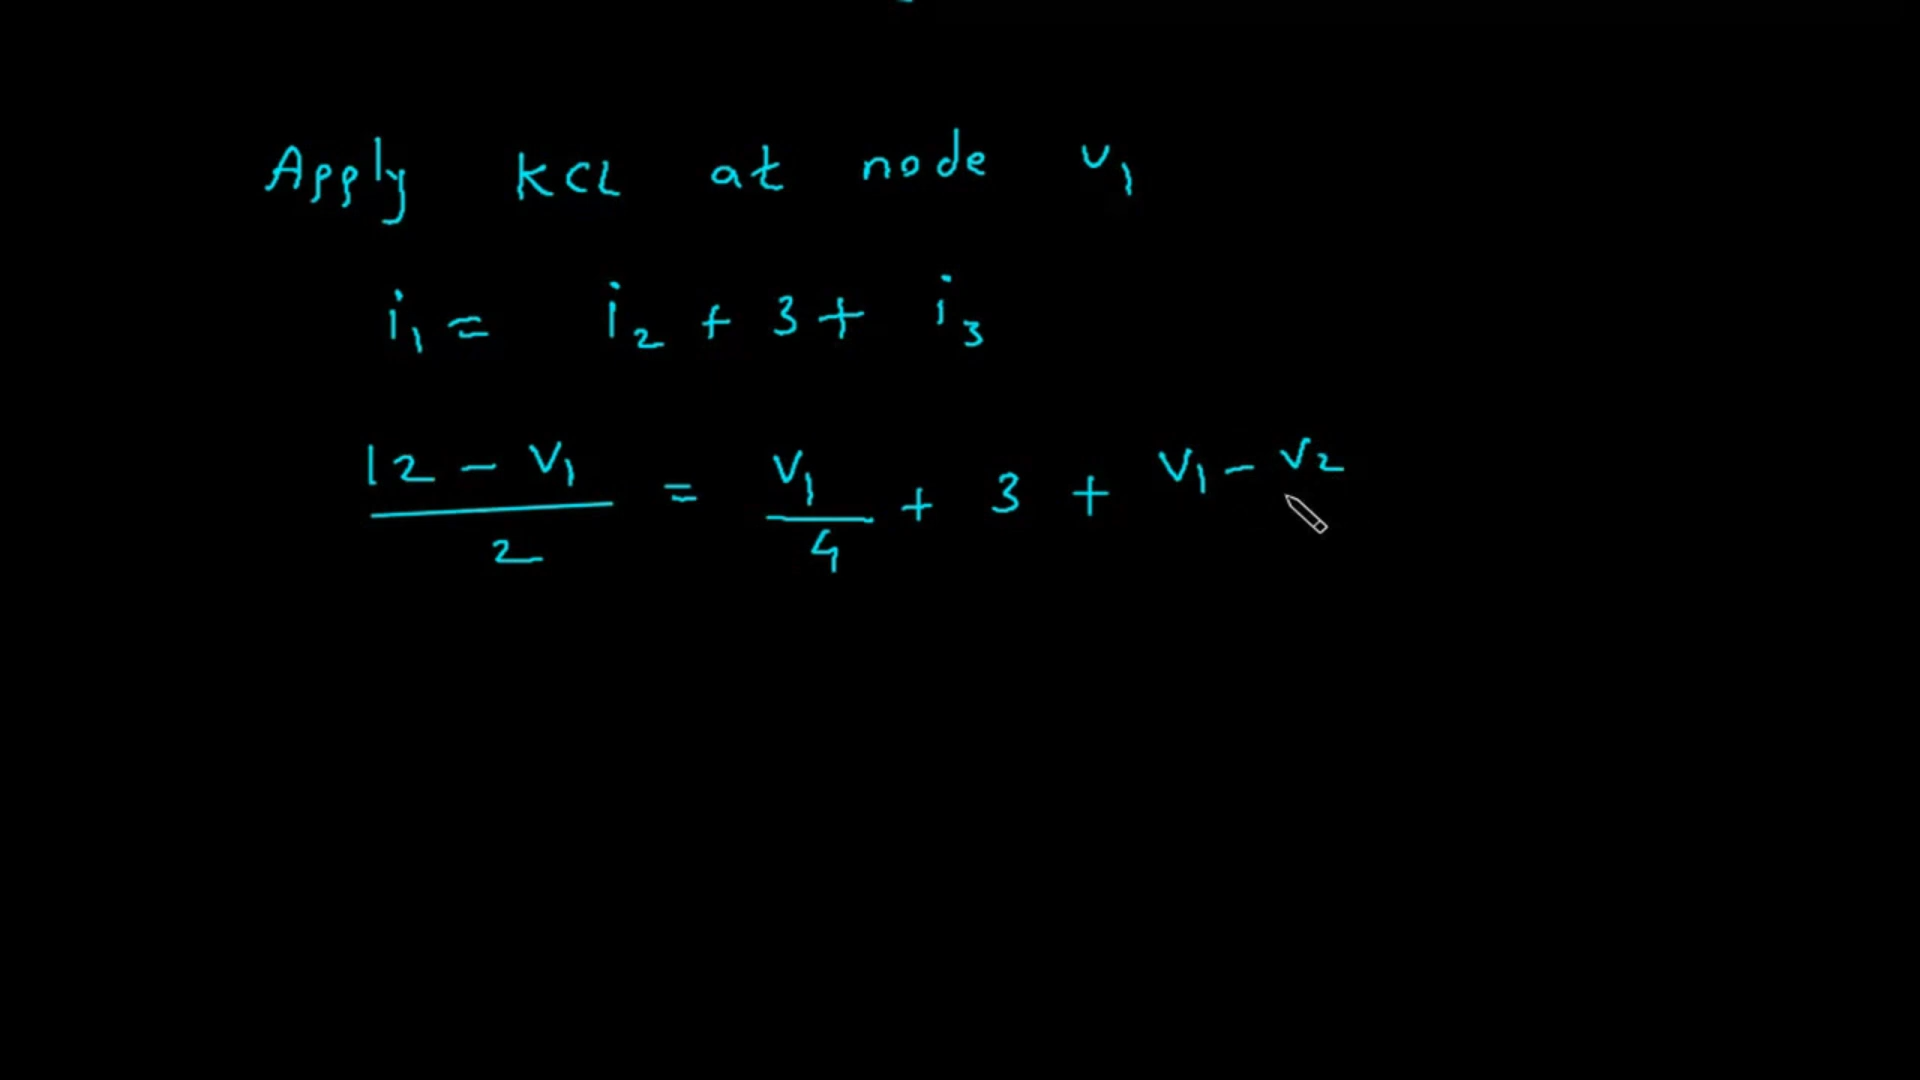 Apply KCL at node v₁
i₁ = i₂ + 3 + i₃
(12 - V₁)/2 = V₁/4 + 3 + V₁ - V₂